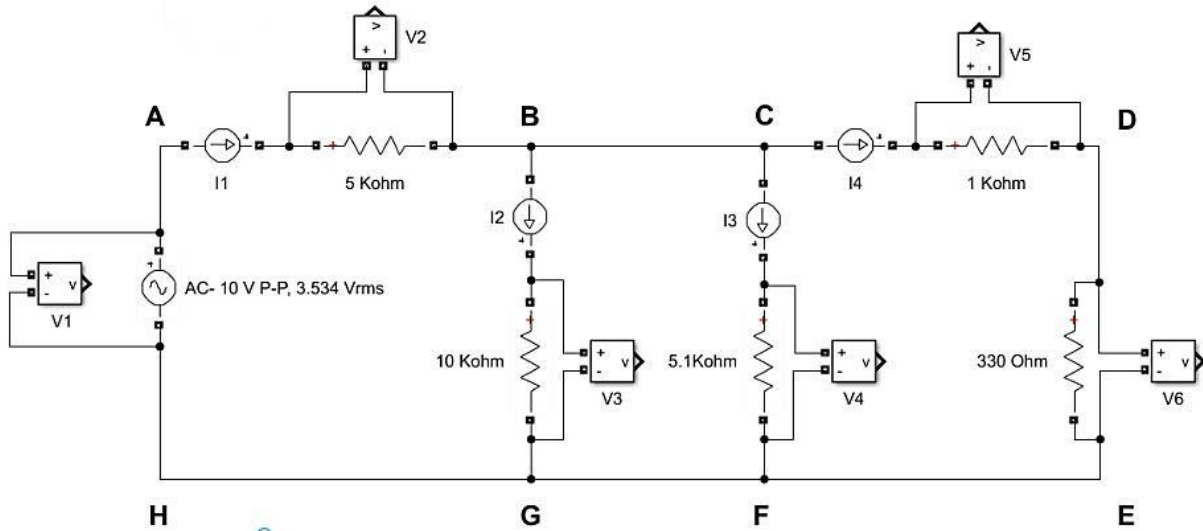 V2
V5
A
B
C
D
I1
5 Kohm
I4
1 Kohm
I2
I3
AC- 10 V P-P, 3.534 Vrms
V1
10 Kohm
V3
5.1Kohm
V4
330 Ohm
V6
H
G
F
E